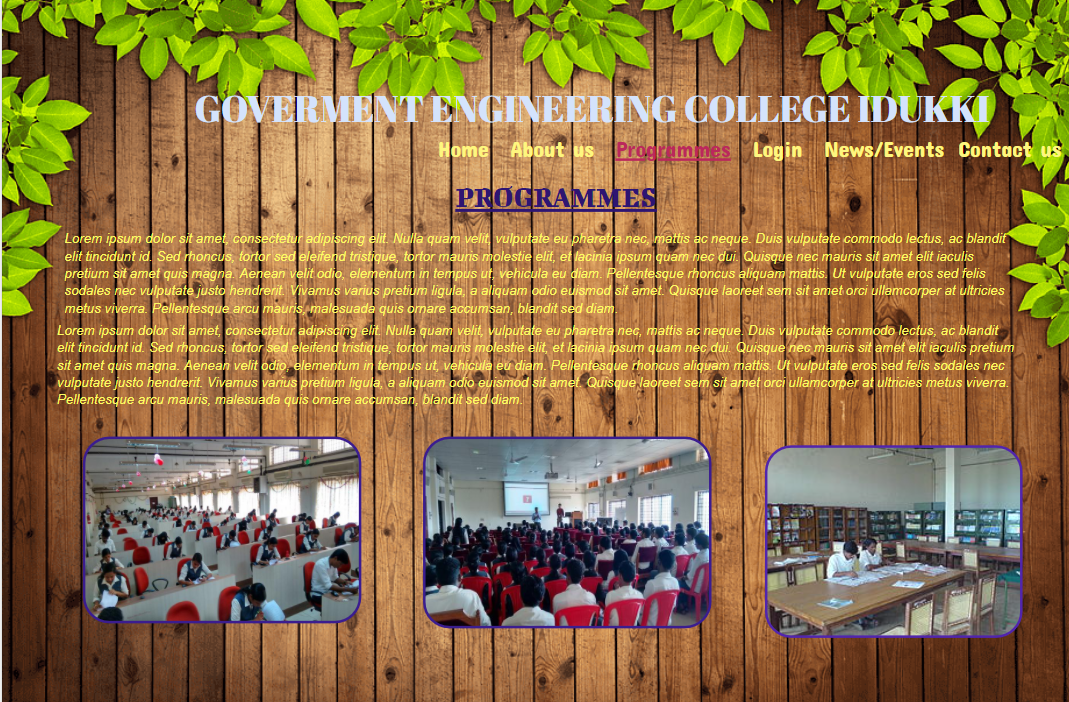 GOVERMENT ENGINEERING COLLEGE IDUKKI
Home About us Programmes Login News/Events Contact us
PROGRAMMES
Lorem ipsum dolor sit amet, consectetur adipiscing elit. Nulla quam velit, vulputate eu pharetra nec, mattis ac neque. Duis vulputate commodo lectus, ac blandit
elit tincidunt id. Sed rhoncus, tortor sed eleifend tristique, tortor mauris molestie elit, et lacinia ipsum quam nec dui. Quisque nec mauris sit amet elit iaculis
pretium sit amet quis magna. Aenean velit odio, elementum in tempus ut, vehicula eu diam. Pellentesque rhoncus aliquam mattis. Ut vulputate eros sed felis
sodales nec vulputate justo hendrerit. Vivamus varius pretium ligula, a aliquam odio euismod sit amet. Quisque laoreet sem sit amet orci ullamcorper at ultricies
metus viverra. Pellentesque arcu mauris, malesuada quis ornare accumsan, blandit sed diam.
Lorem ipsum dolor sit amet, consectetur adipiscing elit. Nulla quam velit, vulputate eu pharetra nec, mattis ac neque. Duis vulputate commodo lectus, ac blandit
elit tincidunt id. Sed rhoncus, tortor sed eleifend tristique, tortor mauris molestie elit, et lacinia ipsum quam nec dui. Quisque nec mauris sit amet elit iaculis pretium
sit amet quis magna. Aenean velit odio, elementum in tempus ut, vehicula eu diam. Pellentesque rhoncus aliquam mattis. Ut vulputate eros sed felis sodales nec
vulputate justo hendrerit. Vivamus varius pretium ligula, a aliquam odio euismod sit amet. Quisque laoreet sem sit amet orci ullamcorper at ultricies metus viverra.
Pellentesque arcu mauris, malesuada quis ornare accumsan, blandit sed diam.